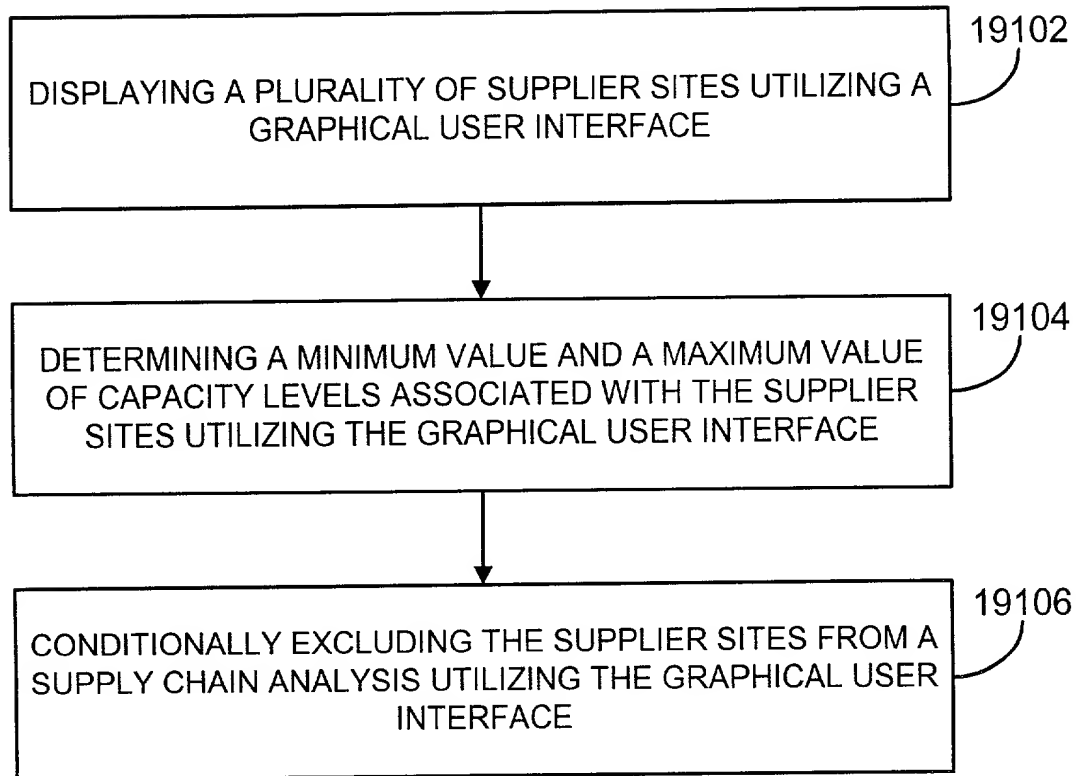 19102
DISPLAYING A PLURALITY OF SUPPLIER SITES UTILIZING A
GRAPHICAL USER INTERFACE
19104
DETERMINING A MINIMUM VALUE AND A MAXIMUM VALUE
OF CAPACITY LEVELS ASSOCIATED WITH THE SUPPLIER
SITES UTILIZING THE GRAPHICAL USER INTERFACE
19106
CONDITIONALLY EXCLUDING THE SUPPLIER SITES FROM A
SUPPLY CHAIN ANALYSIS UTILIZING THE GRAPHICAL USER
INTERFACE